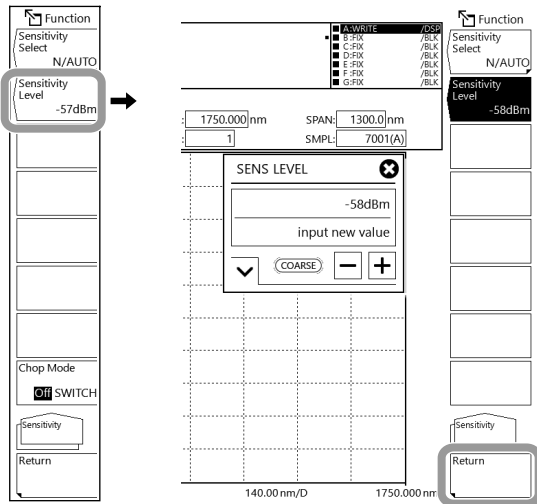 Function
Sensitivity
Select
N/AUTO
Sensitivity
Level
-57dBm
Chop Mode
Off SWITCH
Sensitivity
Return
A:WRITE /DSP
B:FIX /BLK
C:FIX /BLK
D:FIX /BLK
E:FIX /BLK
F:FIX /BLK
G:FIX /BLK
: 1750.000 nm SPAN: 1300.0 nm
: 1 SMPL: 7001(A)
SENS LEVEL
-58dBm
input new value
COARSE
140.00 nm/D 1750.000 nm
Function
Sensitivity
Select
N/AUTO
Sensitivity
Level
-58dBm
Sensitivity
Return